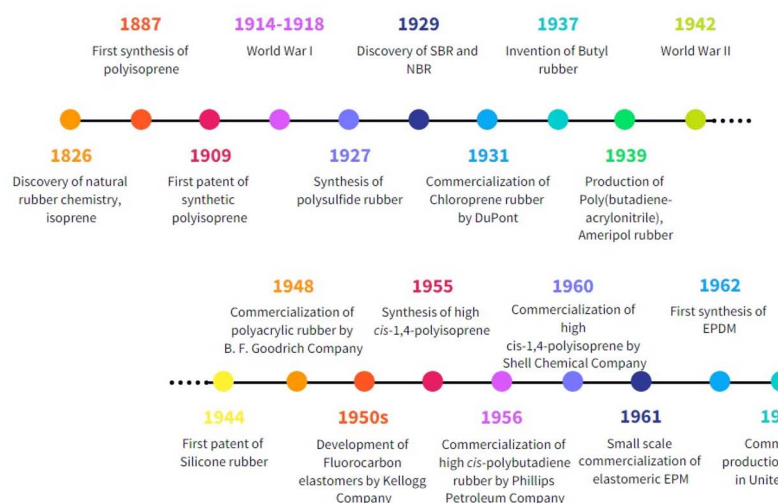 1887
First synthesis of
polyisoprene
1914-1918
World War I
1929
Discovery of SBR and
NBR
1937
Invention of Butyl
rubber
1942
World War II
1826
Discovery of natural
rubber chemistry,
isoprene
1909
First patent of
synthetic
polyisoprene
1927
Synthesis of
polysulfide rubber
1931
Commercialization of
Chloroprene rubber
by DuPont
1939
Production of
Poly(butadiene-
acrylonitrile),
Ameripol rubber
1948
Commercialization of
polyacrylic rubber by
B. F. Goodrich Company
1955
Synthesis of high
cis-1,4-polyisoprene
1960
Commercialization of
high
cis-1,4-polyisoprene by
Shell Chemical Company
1962
First synthesis of
EPDM
1944
First patent of
Silicone rubber
1950s
Development of
Fluorocarbon
elastomers by Kellogg
Company
1956
Commercialization of
high cis-polybutadiene
rubber by Phillips
Petroleum Company
1961
Small scale
commercialization of
elastomeric EPM
in